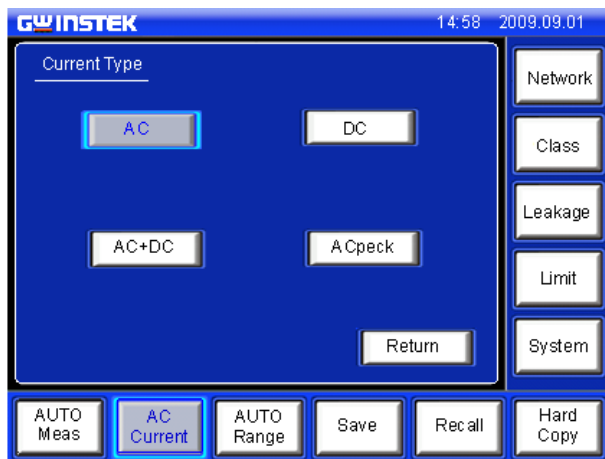 GWINSTEK 14:58 2009.09.01
Current Type
AC
DC
AC+DC
ACpeck
Return
Network
Class
Leakage
Limit
System
AUTO
Meas
AC
Current
AUTO
Range
Save
Recall
Hard
Copy